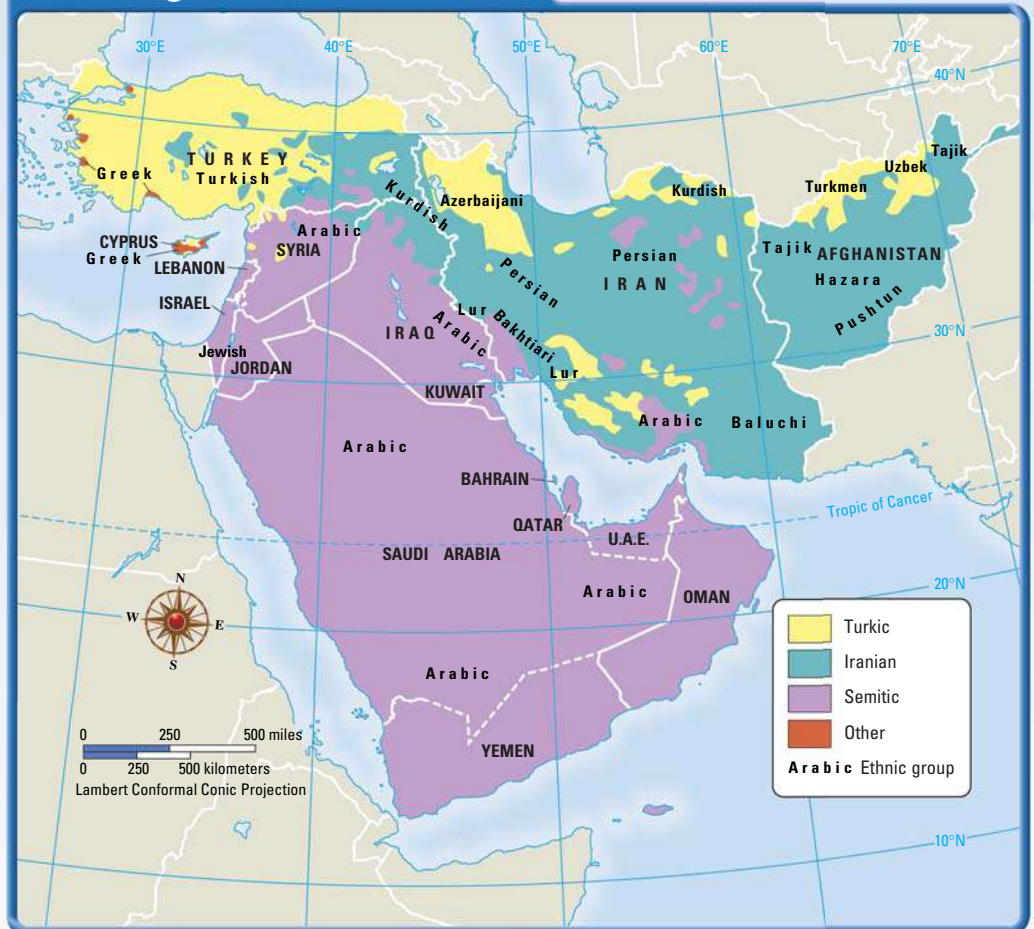 30°E
40°E
50°E
60°E
70°E
40°N
TURKEY
Turkish
Greek
CYPRUS
Greek
LEBANON
ISRAEL
Jewish
JORDAN
Arabic
SYRIA
Kurdish
Azerbaijani
Kurdish
Turkmen
Uzbek
Tajik
Tajik
AFGHANISTAN
Hazara
Pushtun
Persian
IRAN
Persian
Lur
Bakhtiari
Lur
IRAQ
Arabic
KUWAIT
30°N
Arabic
Baluchi
Arabic
BAHRAIN
QATAR
U.A.E.
Tropic of Cancer
SAUDI ARABIA
Arabic
OMAN
20°N
Arabic
YEMEN
10°N
N
W
E
S
0 250 500 miles
0 250 500 kilometers
Lambert Conformal Conic Projection
Turkic
Iranian
Semitic
Other
Arabic Ethnic group